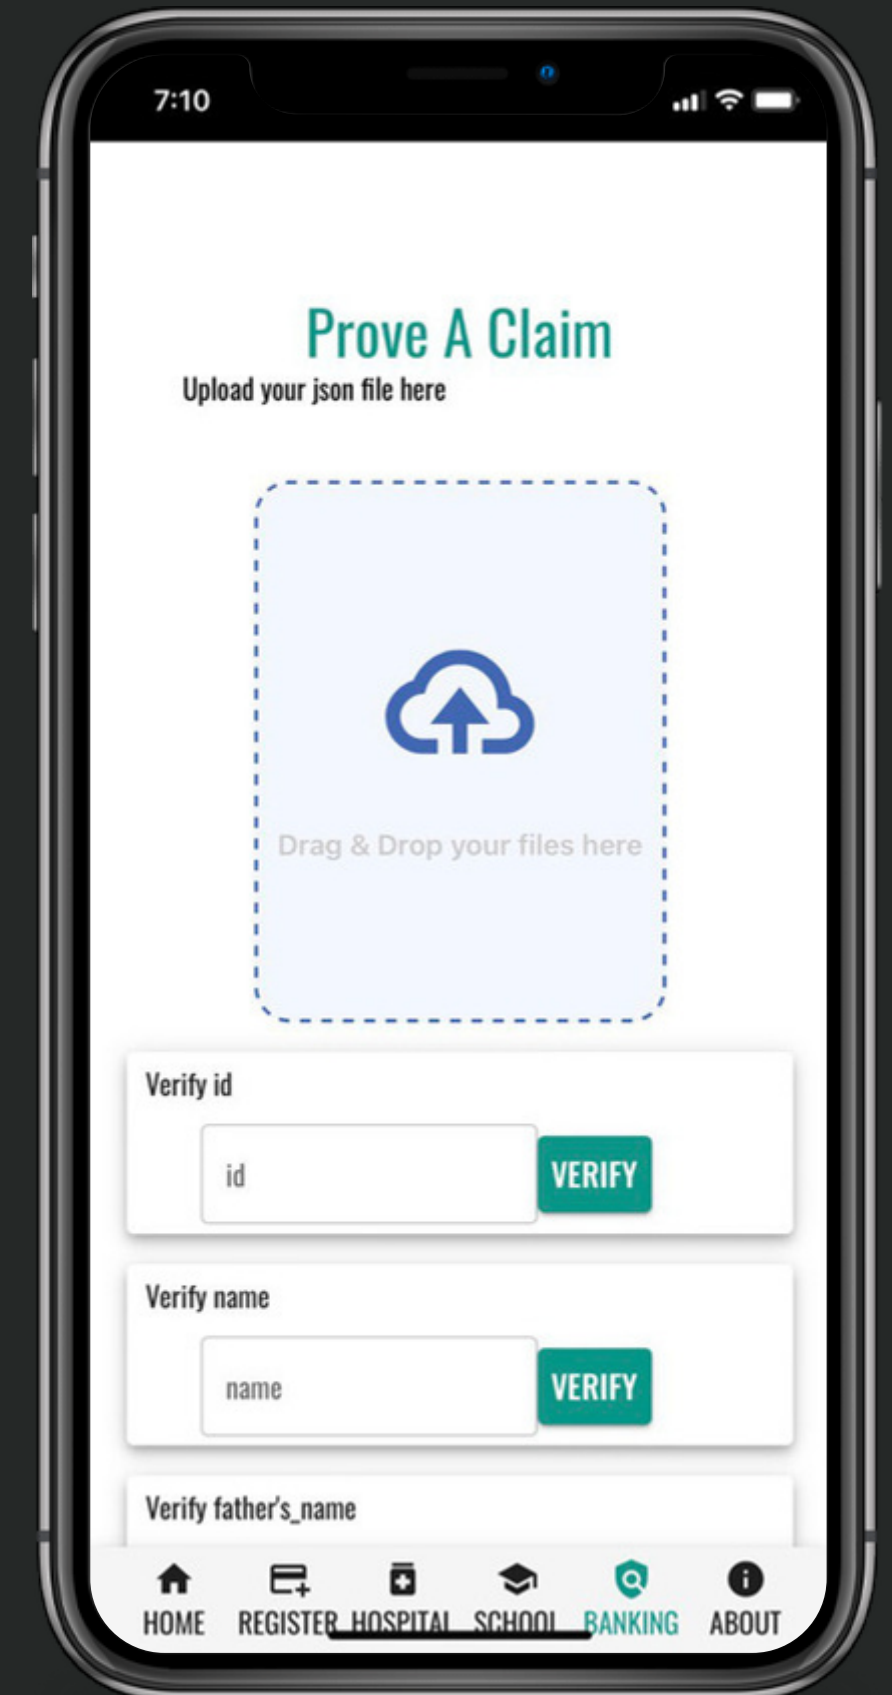 7:10
Prove A Claim
Upload your json file here
Drag & Drop your files here
Verify id
id VERIFY
Verify name
name VERIFY
Verify father's_name
HOME REGISTER HOSPITAL SCHOOL BANKING ABOUT